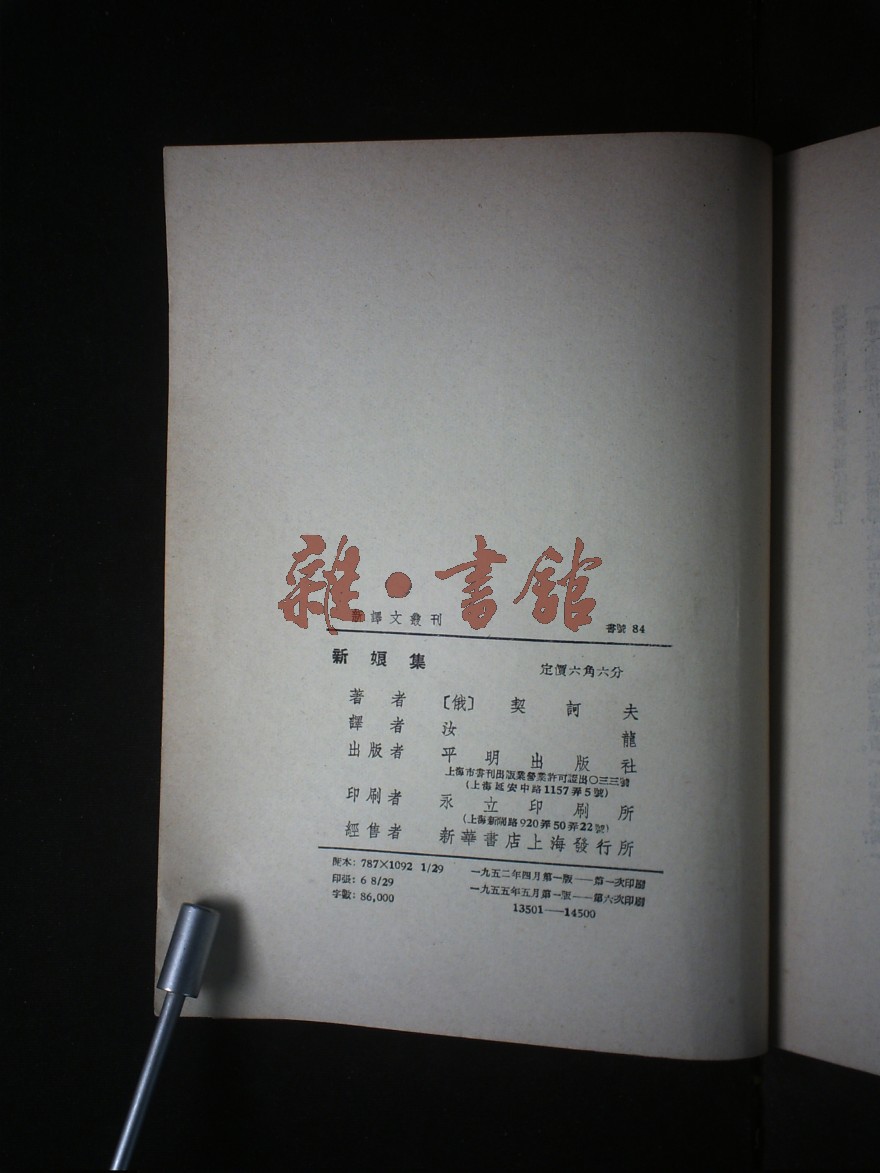 雜·書館
新譯文叢刊 書號 84
新娘集 定價六角六分
著者 〔俄〕 契訶夫
譯者 汝龍
出版者 平明出版社
上海市書刊出版業營業許可證出〇三三號
(上海延安中路1157弄5號)
印刷者 永立印刷所
(上海新閘路920弄50弄22號)
經售者 新華書店上海發行所
開本: 787×1092 1/29 一九五二年四月第一版——第一次印刷
印張: 6 8/29 一九五五年五月第一版——第六次印刷
字數: 86,000 13501——14500